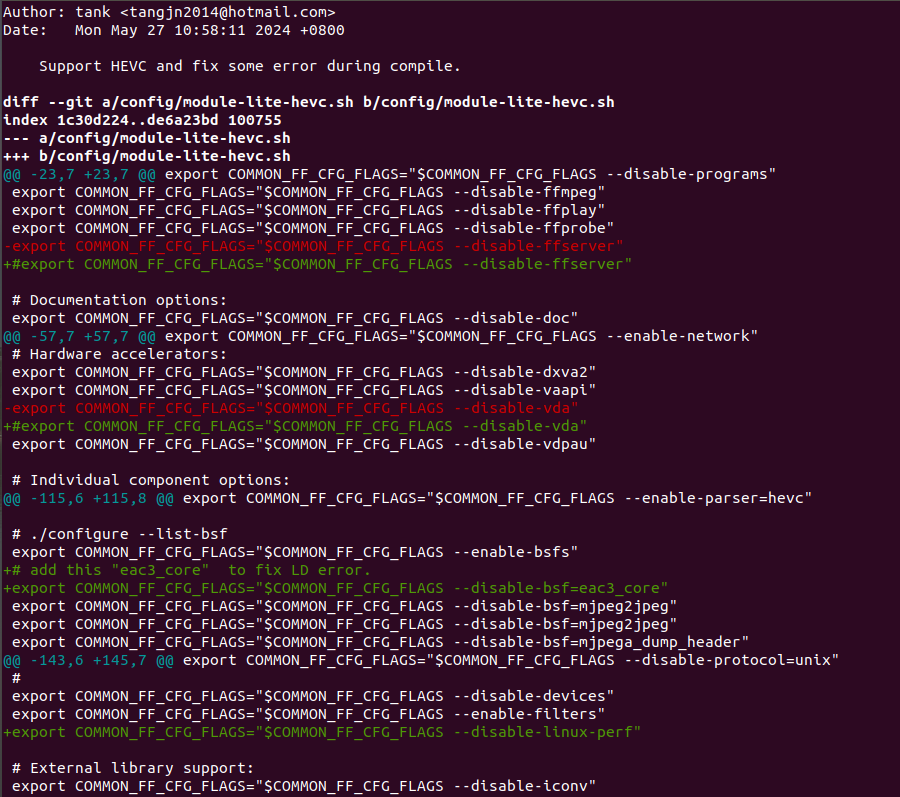 Author: tank <tangjn2014@hotmail.com>
Date:   Mon May 27 10:58:11 2024 +0800

    Support HEVC and fix some error during compile.

diff --git a/config/module-lite-hevc.sh b/config/module-lite-hevc.sh
index 1c30d224..de6a23bd 100755
--- a/config/module-lite-hevc.sh
+++ b/config/module-lite-hevc.sh
@@ -23,7 +23,7 @@ export COMMON_FF_CFG_FLAGS="$COMMON_FF_CFG_FLAGS --disable-programs"
 export COMMON_FF_CFG_FLAGS="$COMMON_FF_CFG_FLAGS --disable-ffmpeg"
 export COMMON_FF_CFG_FLAGS="$COMMON_FF_CFG_FLAGS --disable-ffplay"
 export COMMON_FF_CFG_FLAGS="$COMMON_FF_CFG_FLAGS --disable-ffprobe"
-export COMMON_FF_CFG_FLAGS="$COMMON_FF_CFG_FLAGS --disable-ffserver"
+#export COMMON_FF_CFG_FLAGS="$COMMON_FF_CFG_FLAGS --disable-ffserver"

 # Documentation options:
 export COMMON_FF_CFG_FLAGS="$COMMON_FF_CFG_FLAGS --disable-doc"
@@ -57,7 +57,7 @@ export COMMON_FF_CFG_FLAGS="$COMMON_FF_CFG_FLAGS --enable-network"
 # Hardware accelerators:
 export COMMON_FF_CFG_FLAGS="$COMMON_FF_CFG_FLAGS --disable-dxva2"
 export COMMON_FF_CFG_FLAGS="$COMMON_FF_CFG_FLAGS --disable-vaapi"
-export COMMON_FF_CFG_FLAGS="$COMMON_FF_CFG_FLAGS --disable-vda"
+#export COMMON_FF_CFG_FLAGS="$COMMON_FF_CFG_FLAGS --disable-vda"
 export COMMON_FF_CFG_FLAGS="$COMMON_FF_CFG_FLAGS --disable-vdpau"

 # Individual component options:
@@ -115,6 +115,8 @@ export COMMON_FF_CFG_FLAGS="$COMMON_FF_CFG_FLAGS --enable-parser=hevc"

 # ./configure --list-bsf
 export COMMON_FF_CFG_FLAGS="$COMMON_FF_CFG_FLAGS --enable-bsfs"
+# add this "eac3_core"  to fix LD error.
+export COMMON_FF_CFG_FLAGS="$COMMON_FF_CFG_FLAGS --disable-bsf=eac3_core"
 export COMMON_FF_CFG_FLAGS="$COMMON_FF_CFG_FLAGS --disable-bsf=mjpeg2jpeg"
 export COMMON_FF_CFG_FLAGS="$COMMON_FF_CFG_FLAGS --disable-bsf=mjpeg2jpeg"
 export COMMON_FF_CFG_FLAGS="$COMMON_FF_CFG_FLAGS --disable-bsf=mjpega_dump_header"
@@ -143,6 +145,7 @@ export COMMON_FF_CFG_FLAGS="$COMMON_FF_CFG_FLAGS --disable-protocol=unix"
 #
 export COMMON_FF_CFG_FLAGS="$COMMON_FF_CFG_FLAGS --disable-devices"
 export COMMON_FF_CFG_FLAGS="$COMMON_FF_CFG_FLAGS --enable-filters"
+export COMMON_FF_CFG_FLAGS="$COMMON_FF_CFG_FLAGS --disable-linux-perf"

 # External library support:
 export COMMON_FF_CFG_FLAGS="$COMMON_FF_CFG_FLAGS --disable-iconv"